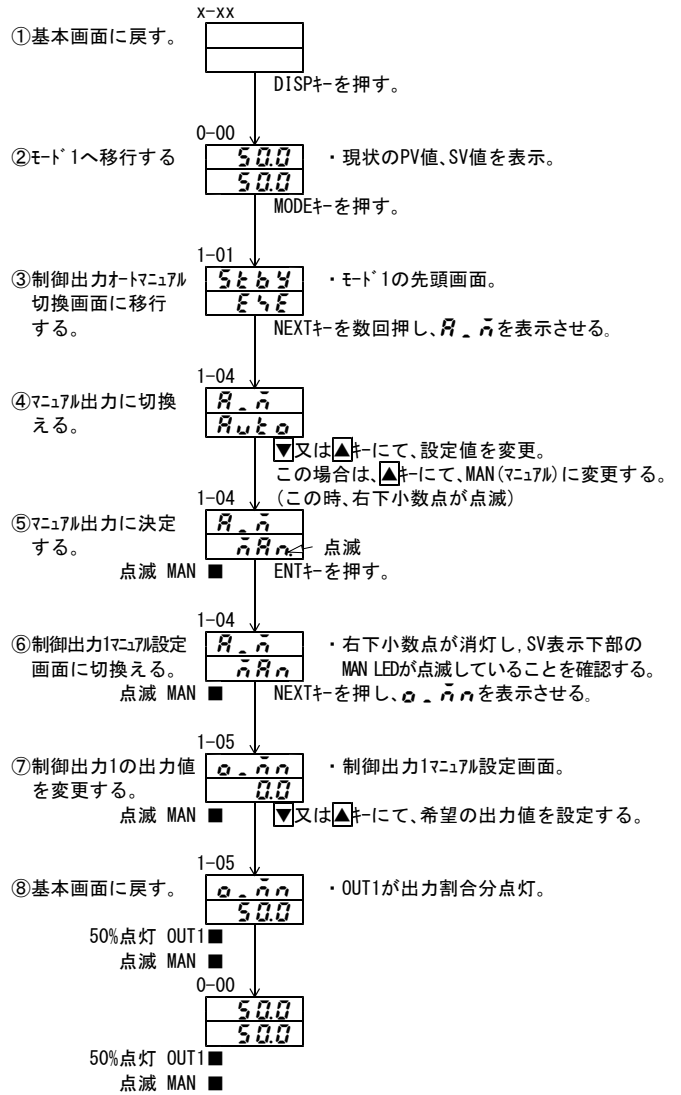 x-xx
①基本画面に戻す。
DISPｷｰを押す。
0-00
②ﾓｰﾄﾞ1へ移行する
50.0
・現状のPV値、SV値を表示。
50.0
MODEｷｰを押す。
1-01
③制御出力ｵｰﾄﾏﾆｭｱﾙ
Stby
・ﾓｰﾄﾞ1の先頭画面。
切換画面に移行
EVE
する。
NEXTｷｰを数回押し、A_mを表示させる。
1-04
④ﾏﾆｭｱﾙ出力に切換
A_m
える。
Auto
▼又は▲ｷｰにて、設定値を変更。
この場合は、▲ｷｰにて、MAN(ﾏﾆｭｱﾙ)に変更する。
1-04
(この時、右下小数点が点滅)
⑤ﾏﾆｭｱﾙ出力に決定
A_m
する。
mAn.
点滅
点滅 MAN ■
ENTｷｰを押す。
1-04
⑥制御出力1ﾏﾆｭｱﾙ設定
A_m
・右下小数点が消灯し,SV表示下部の
画面に切換える。
mAn
MAN LEDが点滅していることを確認する。
点滅 MAN ■
NEXTｷｰを押し、o_mnを表示させる。
1-05
⑦制御出力1の出力値
o_mn
・制御出力1ﾏﾆｭｱﾙ設定画面。
を変更する。
0.0
点滅 MAN ■
▼又は▲ｷｰにて、希望の出力値を設定する。
1-05
⑧基本画面に戻す。
o_mn
・OUT1が出力割合分点灯。
50.0
50%点灯 OUT1■
点滅 MAN ■
0-00
50.0
50.0
50%点灯 OUT1■
点滅 MAN ■